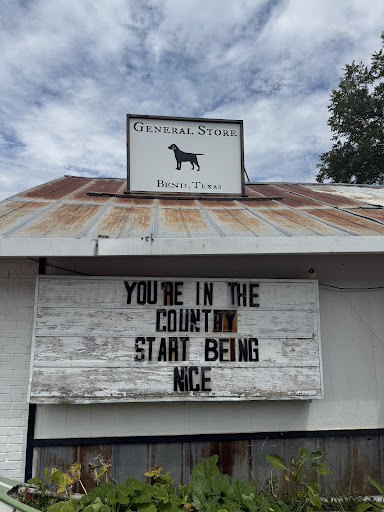 GENERAL STORE
BEND, TEXAS
YOU'RE IN THE
COUNTRY
START BEING
NICE